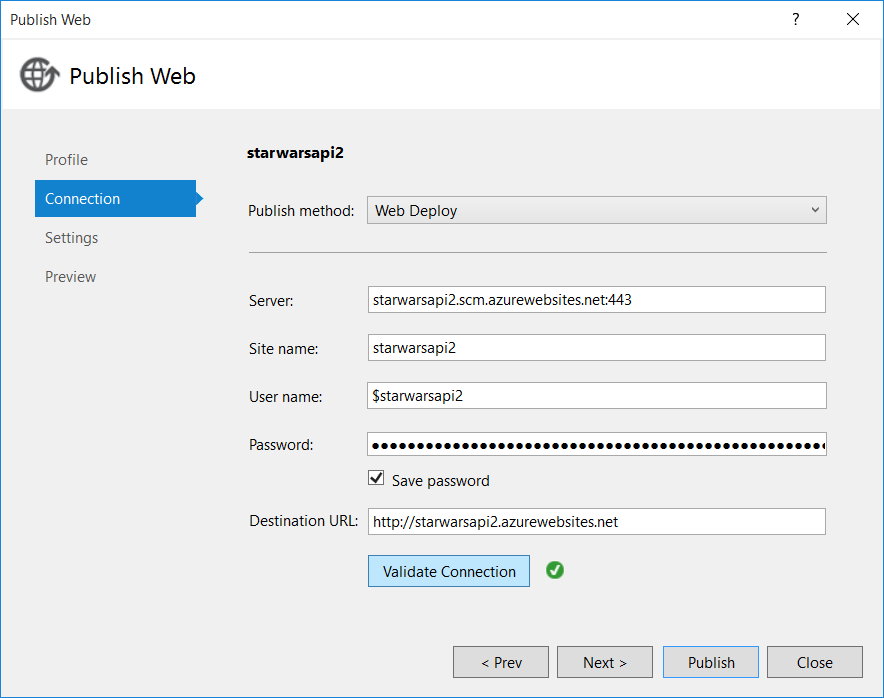 Publish Web
?
Publish Web
Profile
Connection
Settings
Preview
starwarsapi2
Publish method: Web Deploy
Server: starwarsapi2.scm.azurewebsites.net:443
Site name: starwarsapi2
User name: $starwarsapi2
Password: ●●●●●●●●●●●●●●●●●●●●●●●●●●●●●●●●●●●●●●●●●●●●●●●●●●●
Save password
Destination URL: http://starwarsapi2.azurewebsites.net
Validate Connection
< Prev Next > Publish Close